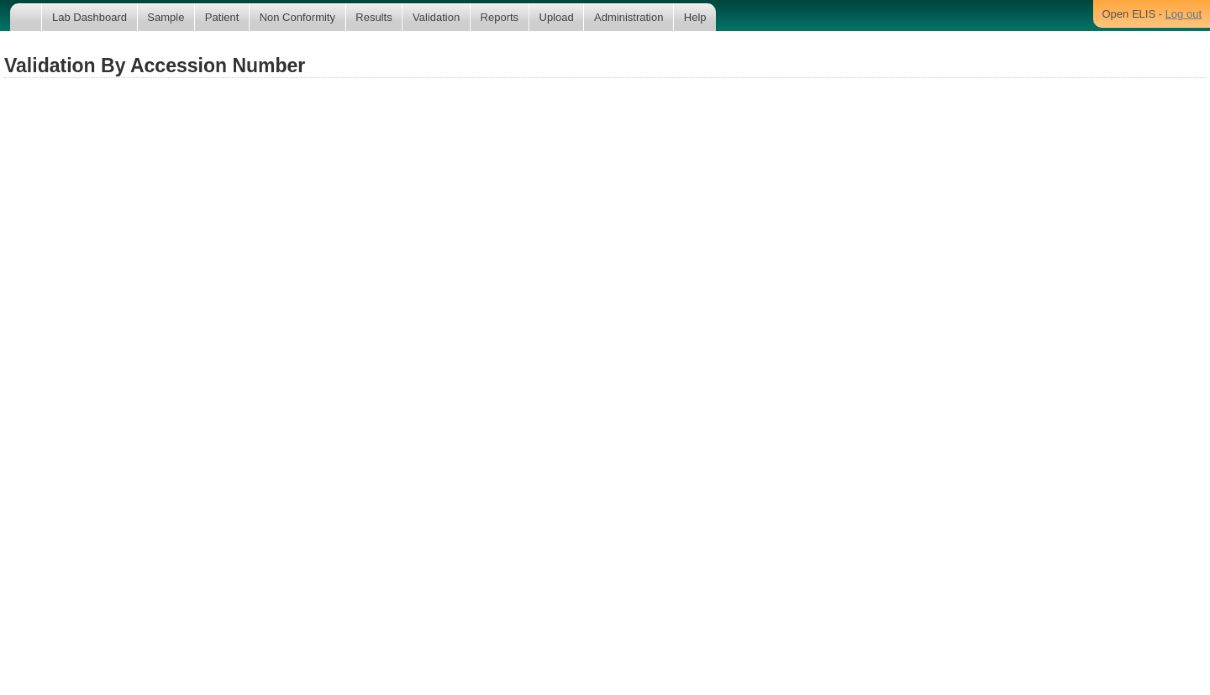 Lab Dashboard Sample Patient Non Conformity Results Validation Reports Upload Administration Help
Open ELIS - Log out
Validation By Accession Number